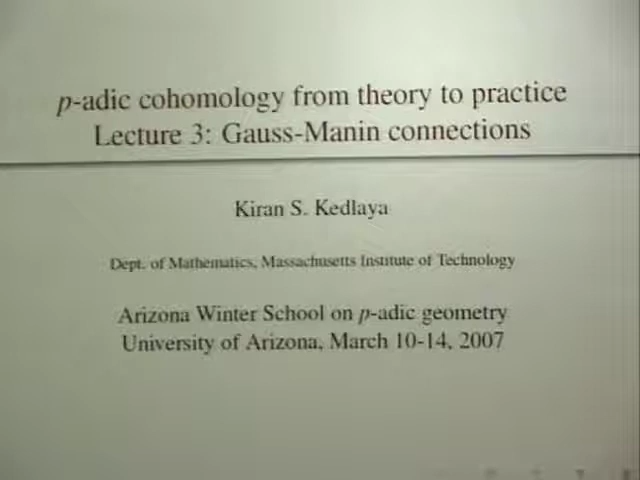 p-adic cohomology from theory to practice
Lecture 3: Gauss-Manin connections
Kiran S. Kedlaya
Dept. of Mathematics, Massachusetts Institute of Technology
Arizona Winter School on p-adic geometry
University of Arizona, March 10-14, 2007